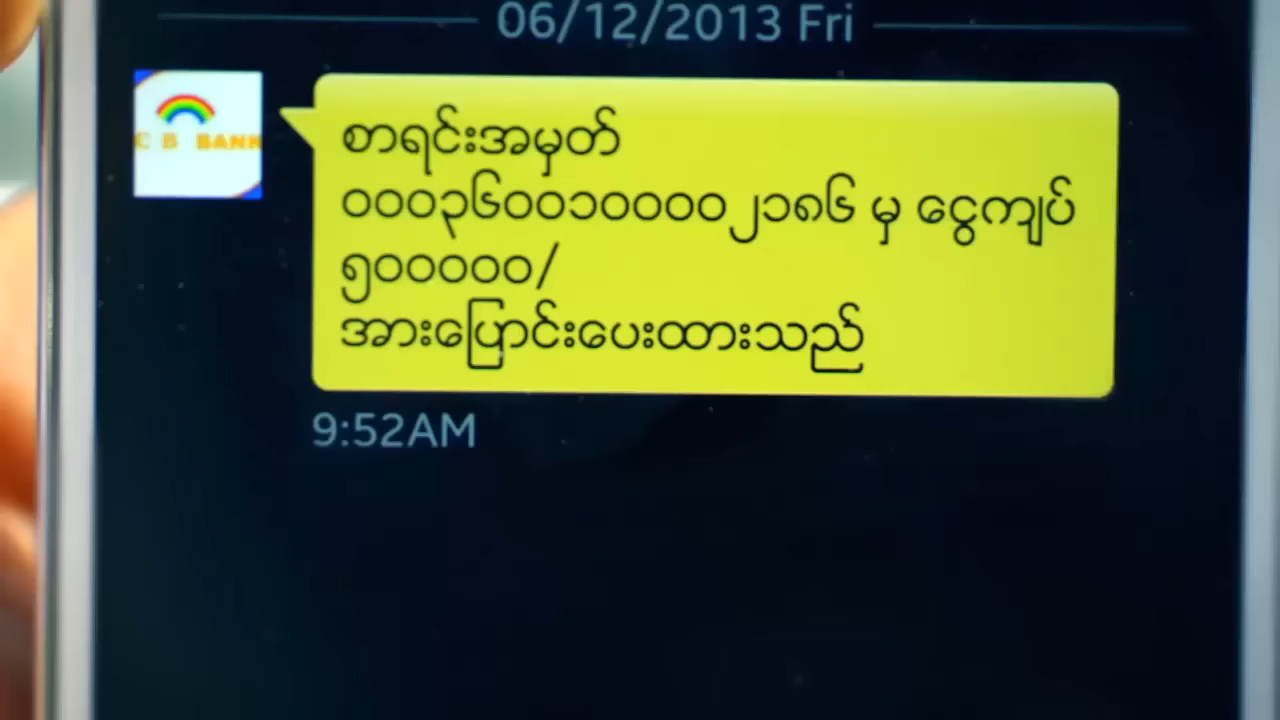 06/12/2013 Fri
C B BANK
စာရင်းအမှတ်
၀၀၀၃၆၀၀၁၀၀၀၀၂၁၈၆ မှ ငွေကျပ်
၅၀၀၀၀၀/
အားပြောင်းပေးထားသည်
9:52AM